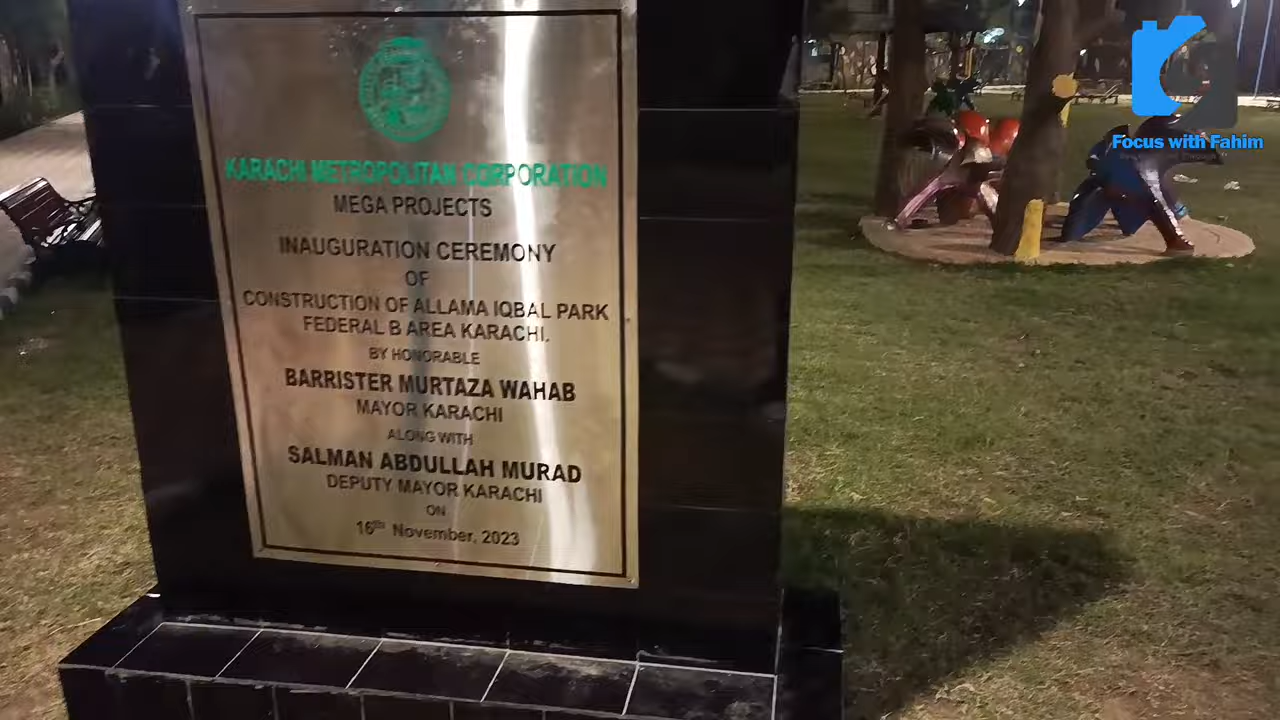 KARACHI METROPOLITAN CORPORATION
MEGA PROJECTS
INAUGURATION CEREMONY
OF
CONSTRUCTION OF ALLAMA IQBAL PARK
FEDERAL B AREA KARACHI.
BY HONORABLE
BARRISTER MURTAZA WAHAB
MAYOR KARACHI
ALONG WITH
SALMAN ABDULLAH MURAD
DEPUTY MAYOR KARACHI
ON
16th November, 2023
Focus with Fahim